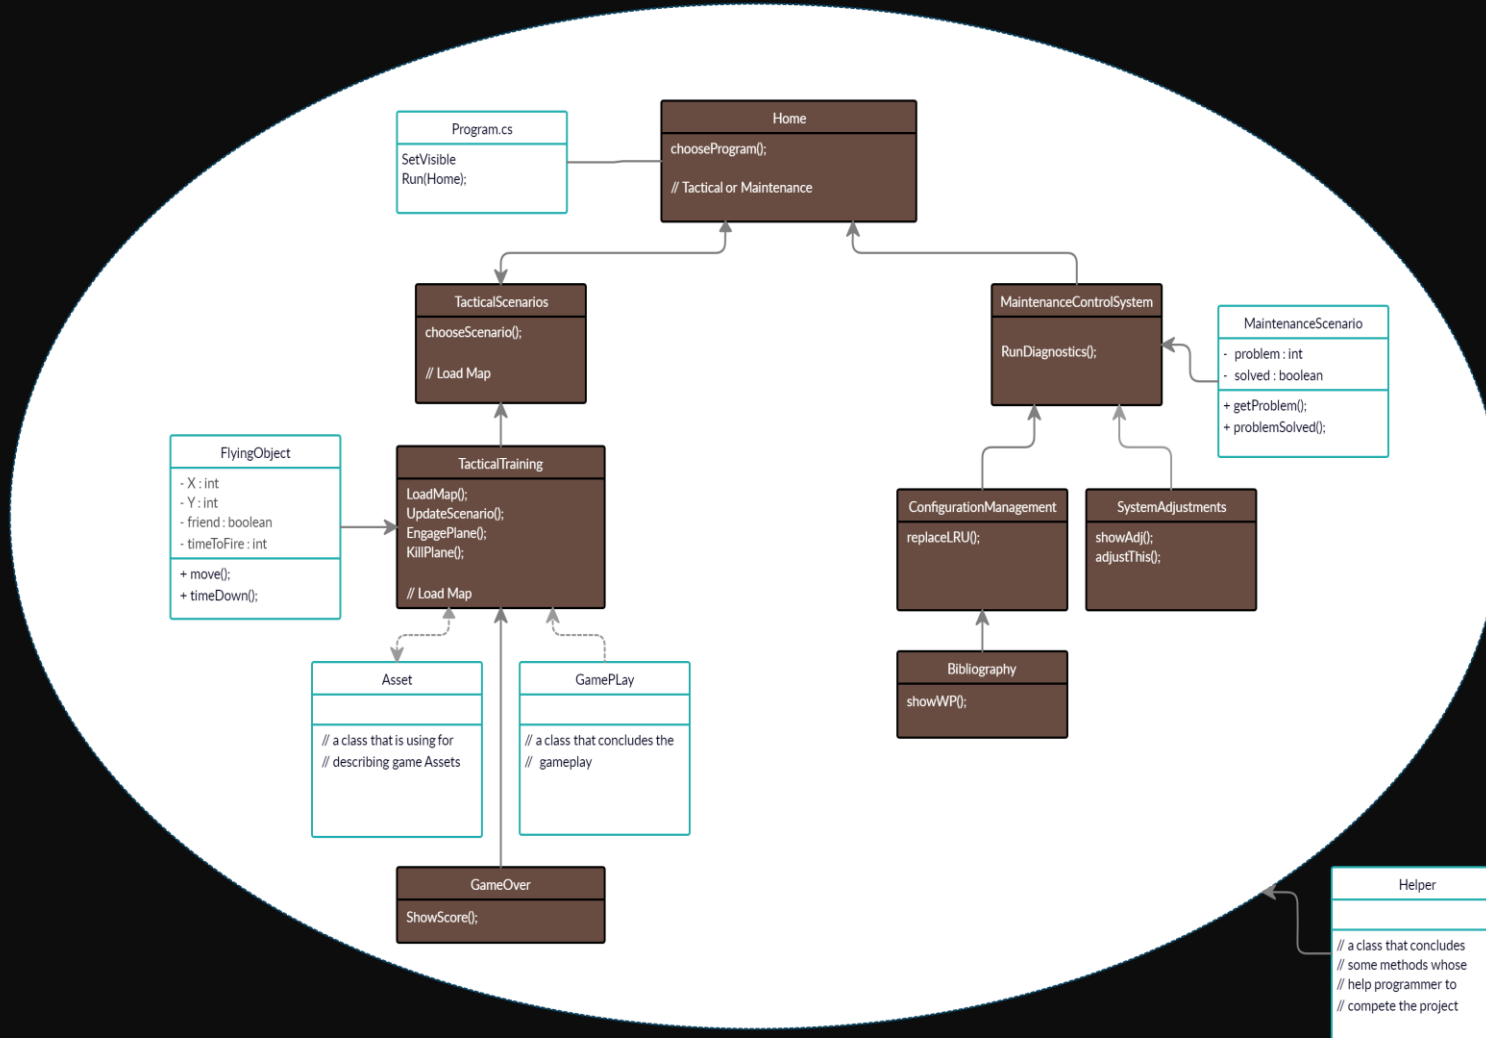 Program.cs
SetVisible
Run(Home);
Home
chooseProgram();
// Tactical or Maintenance
TacticalScenarios
chooseScenario();
// Load Map
MaintenanceControlSystem
RunDiagnostics();
MaintenanceScenario
- problem : int
- solved : boolean
+ getProblem();
+ problemSolved();
FlyingObject
- X : int
- Y : int
- friend : boolean
- timeToFire : int
+ move();
+ timeDown();
TacticalTraining
LoadMap();
UpdateScenario();
EngagePlane();
KillPlane();
// Load Map
ConfigurationManagement
replaceLRU();
SystemAdjustments
showAdj();
adjustThis();
Bibliography
showWP();
Asset
// a class that is using for
// describing game Assets
GamePLay
// a class that concludes the
// gameplay
GameOver
ShowScore();
Helper
// a class that concludes
// some methods whose
// help programmer to
// compete the project